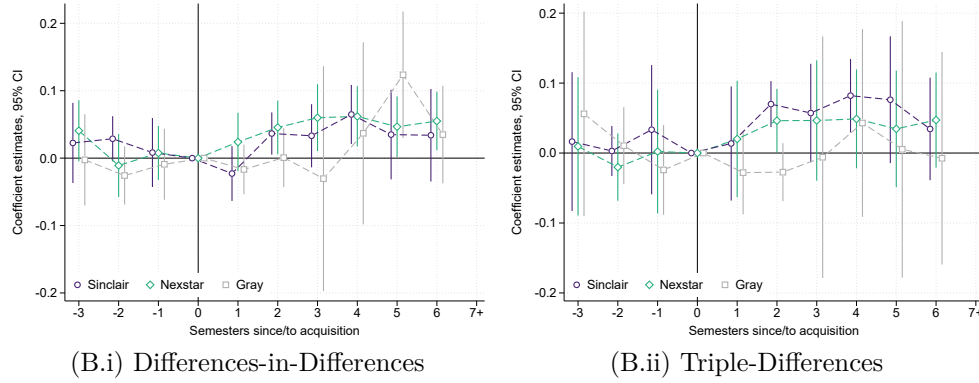 Coefficient estimates, 95% CI
0.2
0.1
0.0
-0.1
-0.2
Sinclair Nexstar Gray
-3 -2 -1 0 1 2 3 4 5 6 7+
Semesters since/to acquisition
(B.i) Differences-in-Differences
Coefficient estimates, 95% CI
0.2
0.1
0.0
-0.1
-0.2
Sinclair Nexstar Gray
-3 -2 -1 0 1 2 3 4 5 6 7+
Semesters since/to acquisition
(B.ii) Triple-Differences